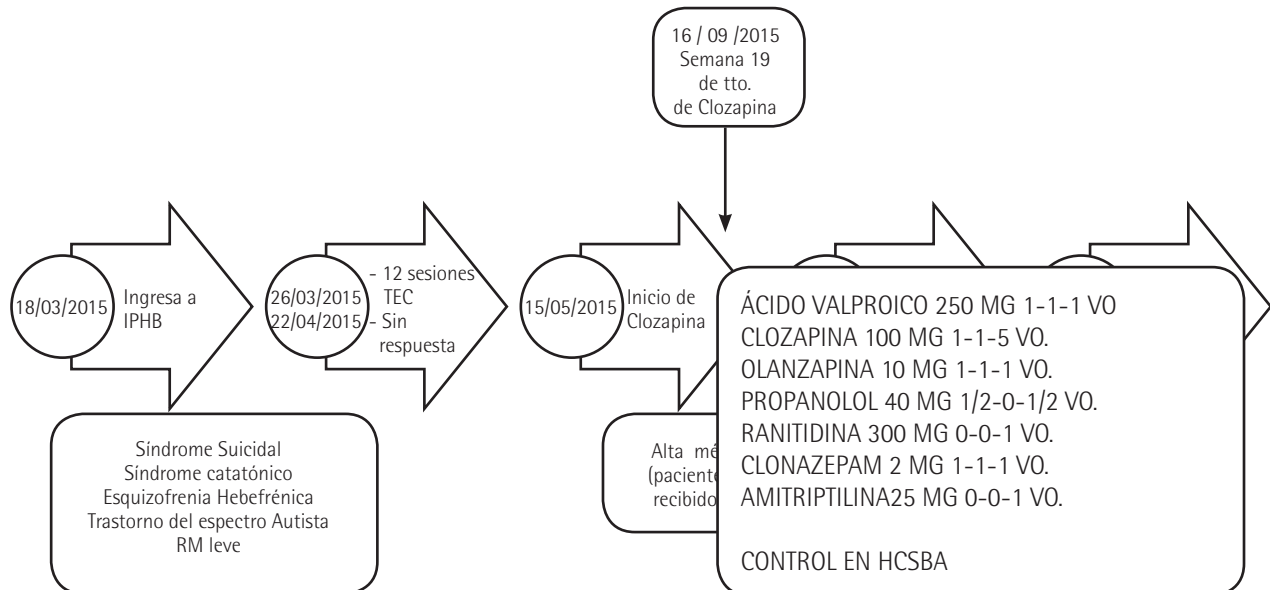 16 / 09 /2015
Semana 19
de tto.
de Clozapina
18/03/2015
Ingresa a
IPHB
26/03/2015
22/04/2015
- 12 sesiones
TEC
- Sin
respuesta
15/05/2015
Inicio de
Clozapina
Síndrome Suicidal
Síndrome catatónico
Esquizofrenia Hebefrénica
Trastorno del espectro Autista
RM leve
Alta
(paciente
recibido
ÁCIDO VALPROICO 250 MG 1-1-1 VO
CLOZAPINA 100 MG 1-1-5 VO.
OLANZAPINA 10 MG 1-1-1 VO.
PROPANOLOL 40 MG 1/2-0-1/2 VO.
RANITIDINA 300 MG 0-0-1 VO.
CLONAZEPAM 2 MG 1-1-1 VO.
AMITRIPTILINA25 MG 0-0-1 VO.
CONTROL EN HCSBA